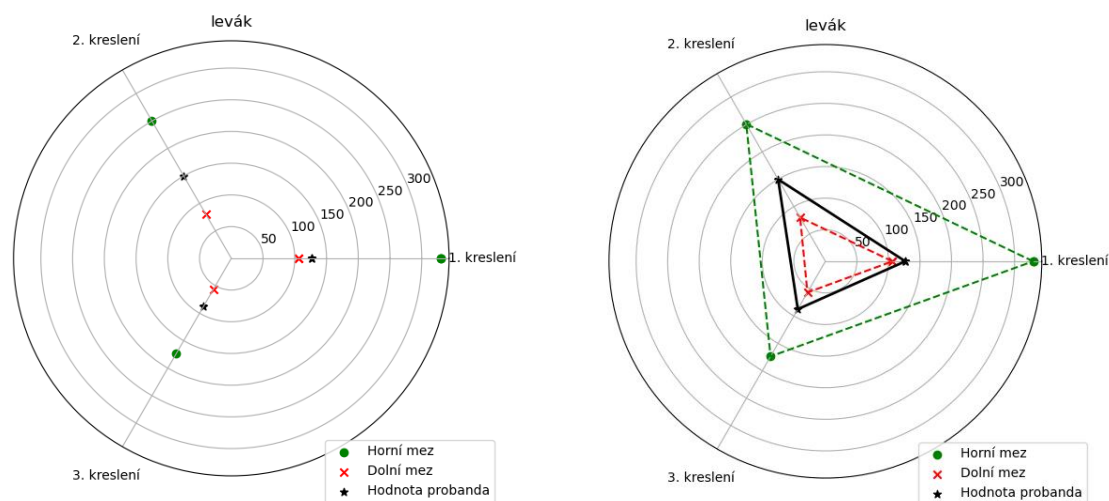 levák
2. kreslení
300
250
200
150
100
50
1. kreslení
3. kreslení
Horní mez
Dolní mez
Hodnota probanda
levák
2. kreslení
300
250
200
150
100
50
1. kreslení
3. kreslení
Horní mez
Dolní mez
Hodnota probanda